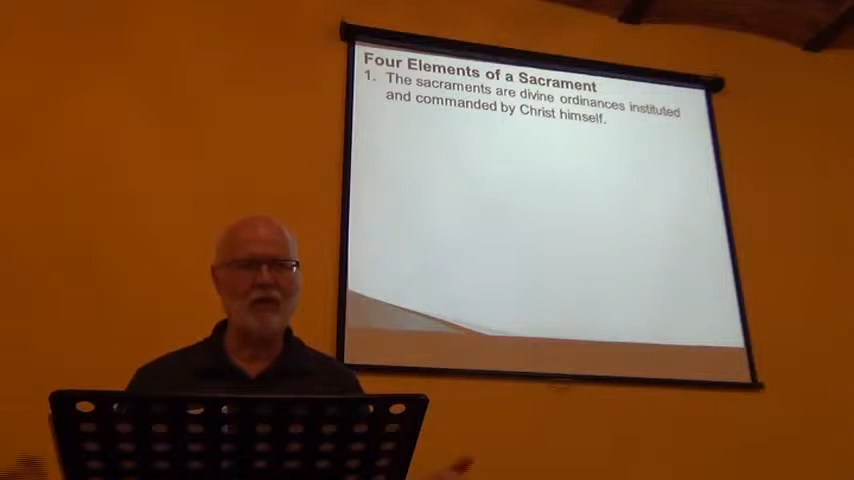 Four Elements of a Sacrament
1. The sacraments are divine ordinances instituted
and commanded by Christ himself.